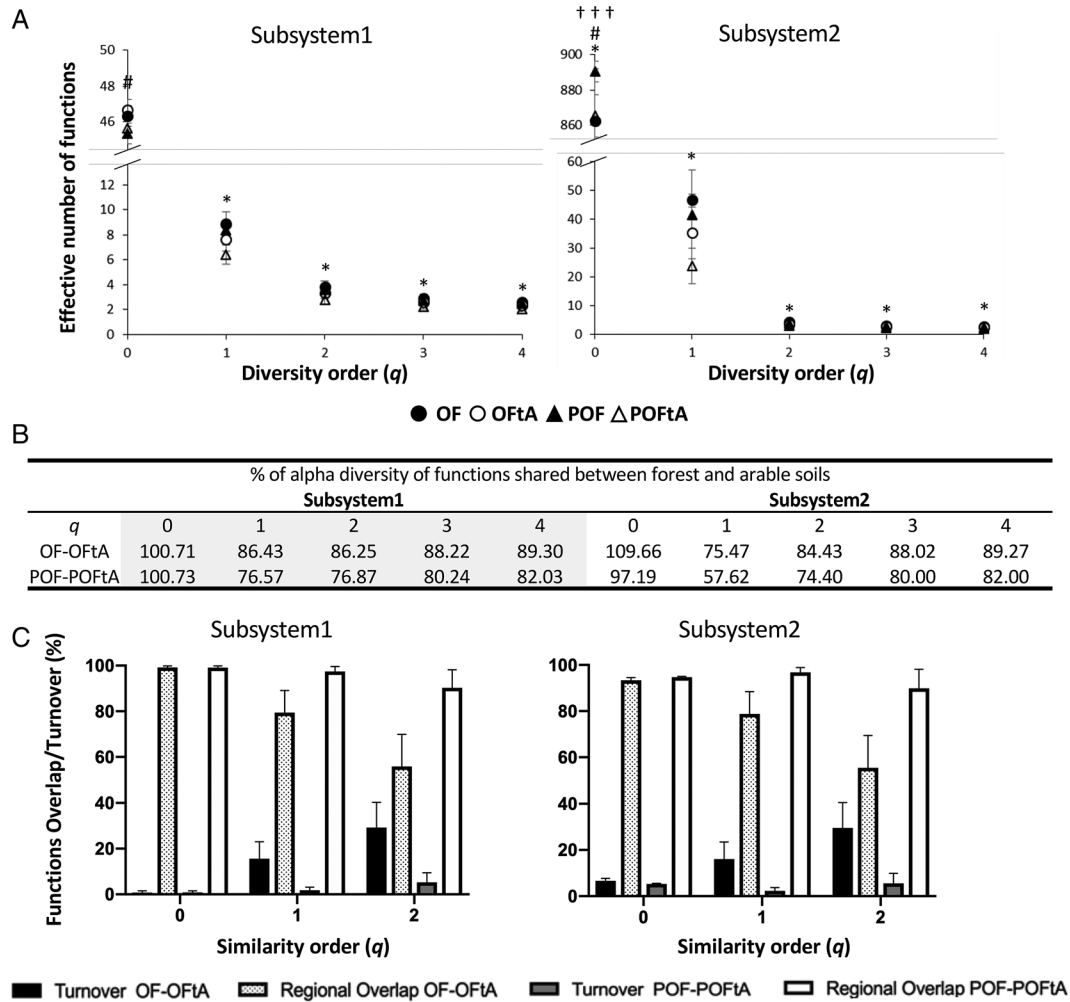 A
Subsystem1
Subsystem2
Effective number of functions
50
48
46
12
10
8
6
4
2
0
#
*
*
*
*
0 1 2 3 4
Diversity order (q)
† † †
#
*
900
880
860
60
50
40
30
20
10
0
*
*
*
*
0 1 2 3 4
Diversity order (q)
OF OFtA POF POFtA
B
% of alpha diversity of functions shared between forest and arable soils
Subsystem1 Subsystem2
q 0 1 2 3 4 0 1 2 3 4
OF-OFtA 100.71 86.43 86.25 88.22 89.30 109.66 75.47 84.43 88.02 89.27
POF-POFtA 100.73 76.57 76.87 80.24 82.03 97.19 57.62 74.40 80.00 82.00
C
Subsystem1
Subsystem2
Functions Overlap/Turnover (%)
100
80
60
40
20
0
0 1 2
Similarity order (q)
100
80
60
40
20
0
0 1 2
Similarity order (q)
Turnover OF-OFtA Regional Overlap OF-OFtA Turnover POF-POFtA Regional Overlap POF-POFtA